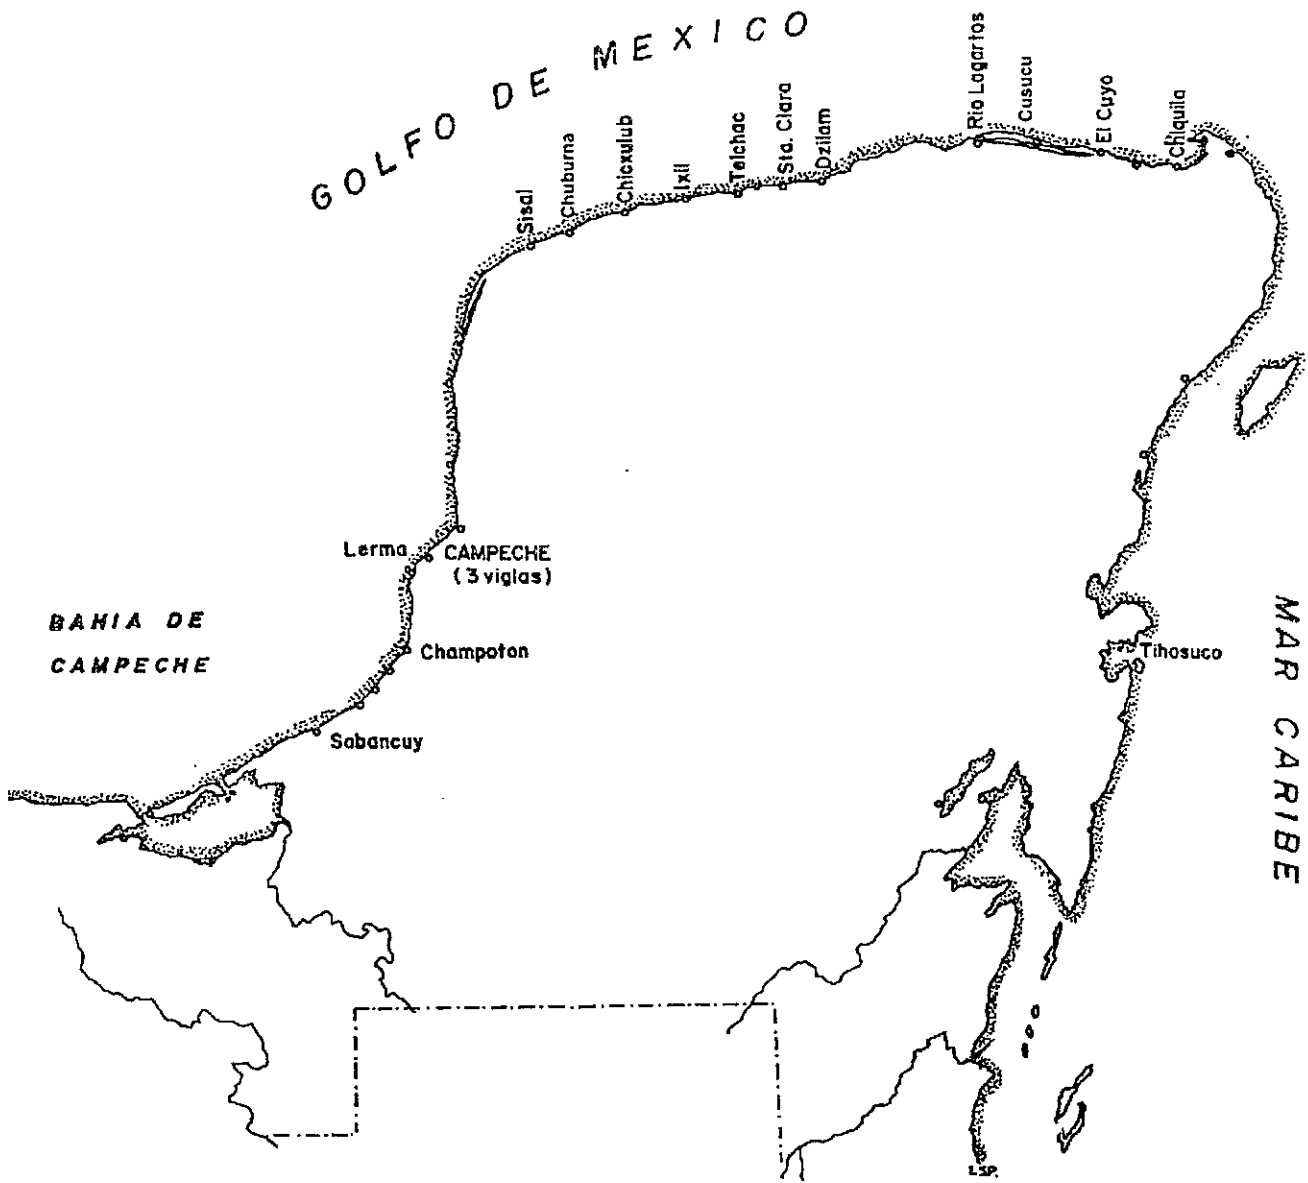 GOLFO DE MEXICO
Rio Lagartos
Cusucu
El Cuyo
Chiquila
Sisal
Chuburna
Chicxulub
Ixil
Telchac
Sta. Clara
Dzilam
Lerma
CAMPECHE
(3 vigias)
BAHIA DE
CAMPECHE
Champoton
Sabancuy
Tihosuco
MAR CARIBE